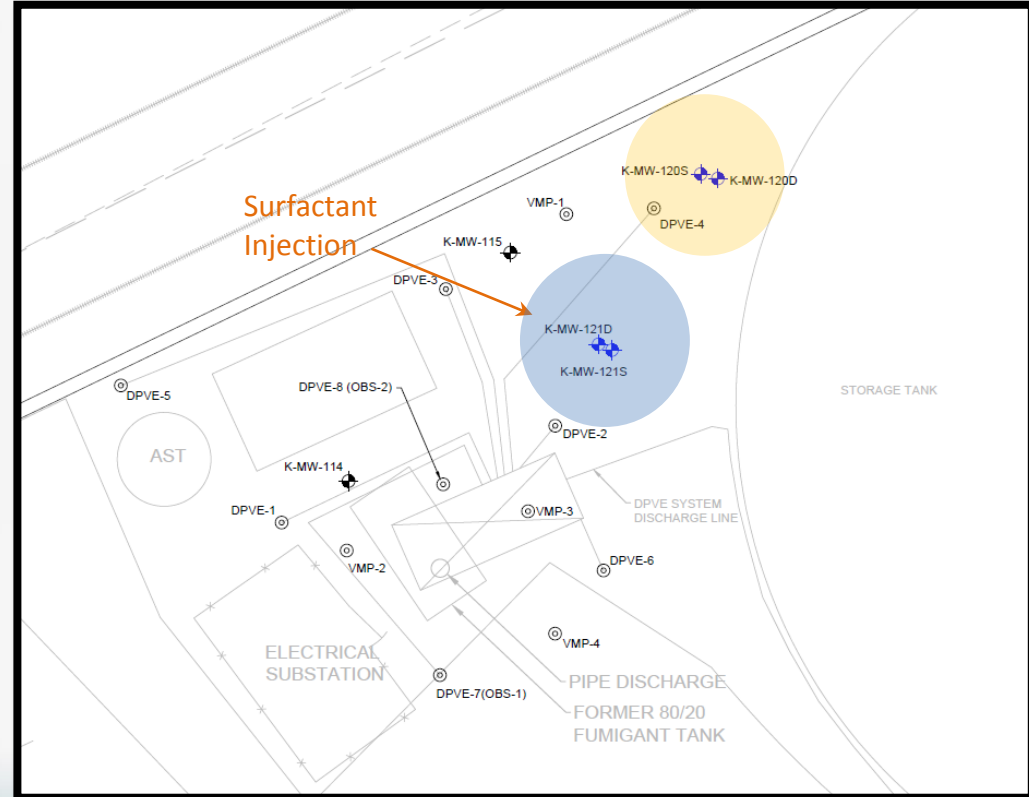 K-MW-120S
K-MW-120D
Surfactant
Injection
VMP-1
DPVE-4
K-MW-115
DPVE-3
K-MW-121D
K-MW-121S
DPVE-5
DPVE-8 (OBS-2)
STORAGE TANK
DPVE-2
AST
K-MW-114
DPVE-1
VMP-3
DPVE SYSTEM
DISCHARGE LINE
VMP-2
DPVE-6
ELECTRICAL
SUBSTATION
VMP-4
DPVE-7(OBS-1)
PIPE DISCHARGE
FORMER 80/20
FUMIGANT TANK